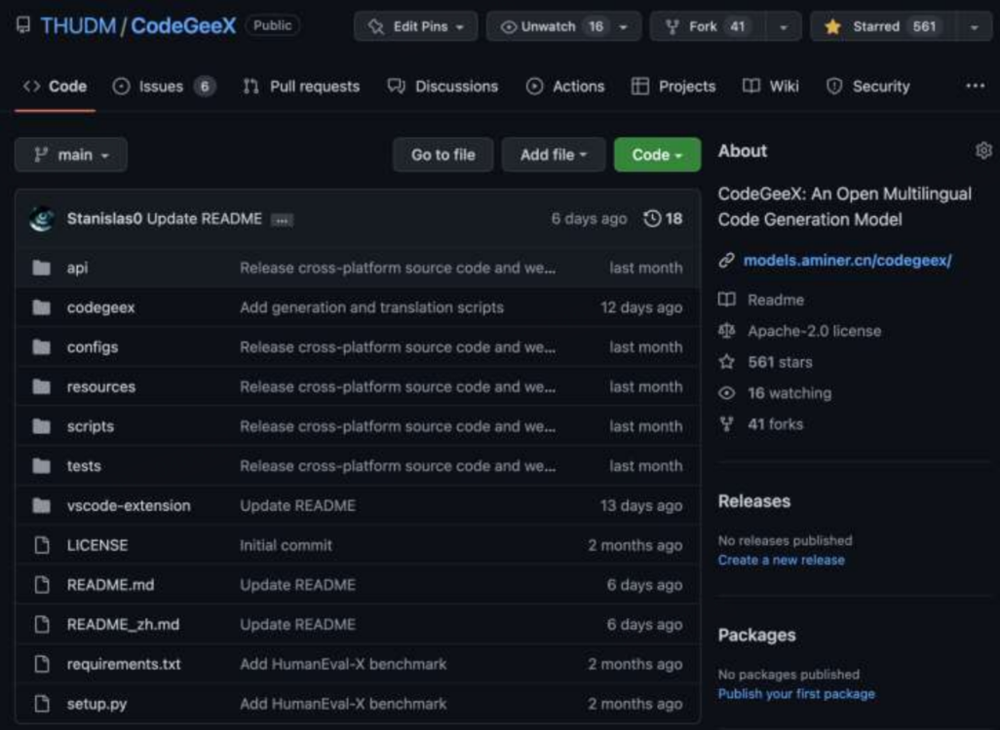 THUDM / CodeGeeX Public Edit Pins Unwatch 16 Fork 41 Starred 561
Code Issues 6 Pull requests Discussions Actions Projects Wiki Security
main Go to file Add file Code
Stanislas0 Update README ... 6 days ago 18
api Release cross-platform source code and we... last month
codegeex Add generation and translation scripts 12 days ago
configs Release cross-platform source code and we... last month
resources Release cross-platform source code and we... last month
scripts Release cross-platform source code and we... last month
tests Release cross-platform source code and we... last month
vscode-extension Update README 13 days ago
LICENSE Initial commit 2 months ago
README.md Update README 6 days ago
README_zh.md Update README 6 days ago
requirements.txt Add HumanEval-X benchmark 2 months ago
setup.py Add HumanEval-X benchmark 2 months ago
About
CodeGeeX: An Open Multilingual
Code Generation Model
models.aminer.cn/codegeex/
Readme
Apache-2.0 license
561 stars
16 watching
41 forks
Releases
No releases published
Create a new release
Packages
No packages published
Publish your first package